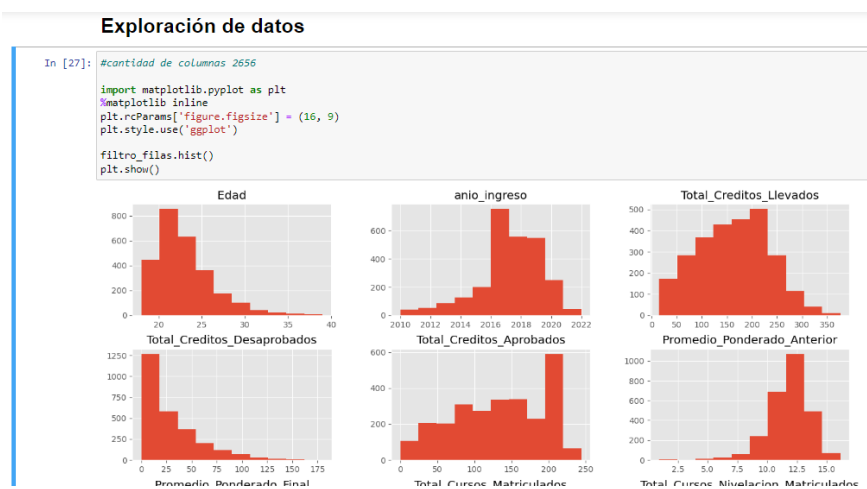 Exploración de datos
In [27]: #cantidad de columnas 2656
import matplotlib.pyplot as plt
%matplotlib inline
plt.rcParams['figure.figsize'] = (16, 9)
plt.style.use('ggplot')
filtro_filas.hist()
plt.show()
Edad
800
600
400
200
0
20 25 30 35 40
anio_ingreso
600
400
200
0
2010 2012 2014 2016 2018 2020 2022
Total_Creditos_Llevados
500
400
300
200
100
0
0 50 100 150 200 250 300 350
Total_Creditos_Desaprobados
1250
1000
750
500
250
0
0 25 50 75 100 125 150 175
Total_Creditos_Aprobados
600
400
200
0
0 50 100 150 200 250
Promedio_Ponderado_Anterior
1000
800
600
400
200
0
2.5 5.0 7.5 10.0 12.5 15.0
Promedio_Ponderado_Final
Total_Cursos_Matriculados
Total_Cursos_Nivelacion_Matriculados